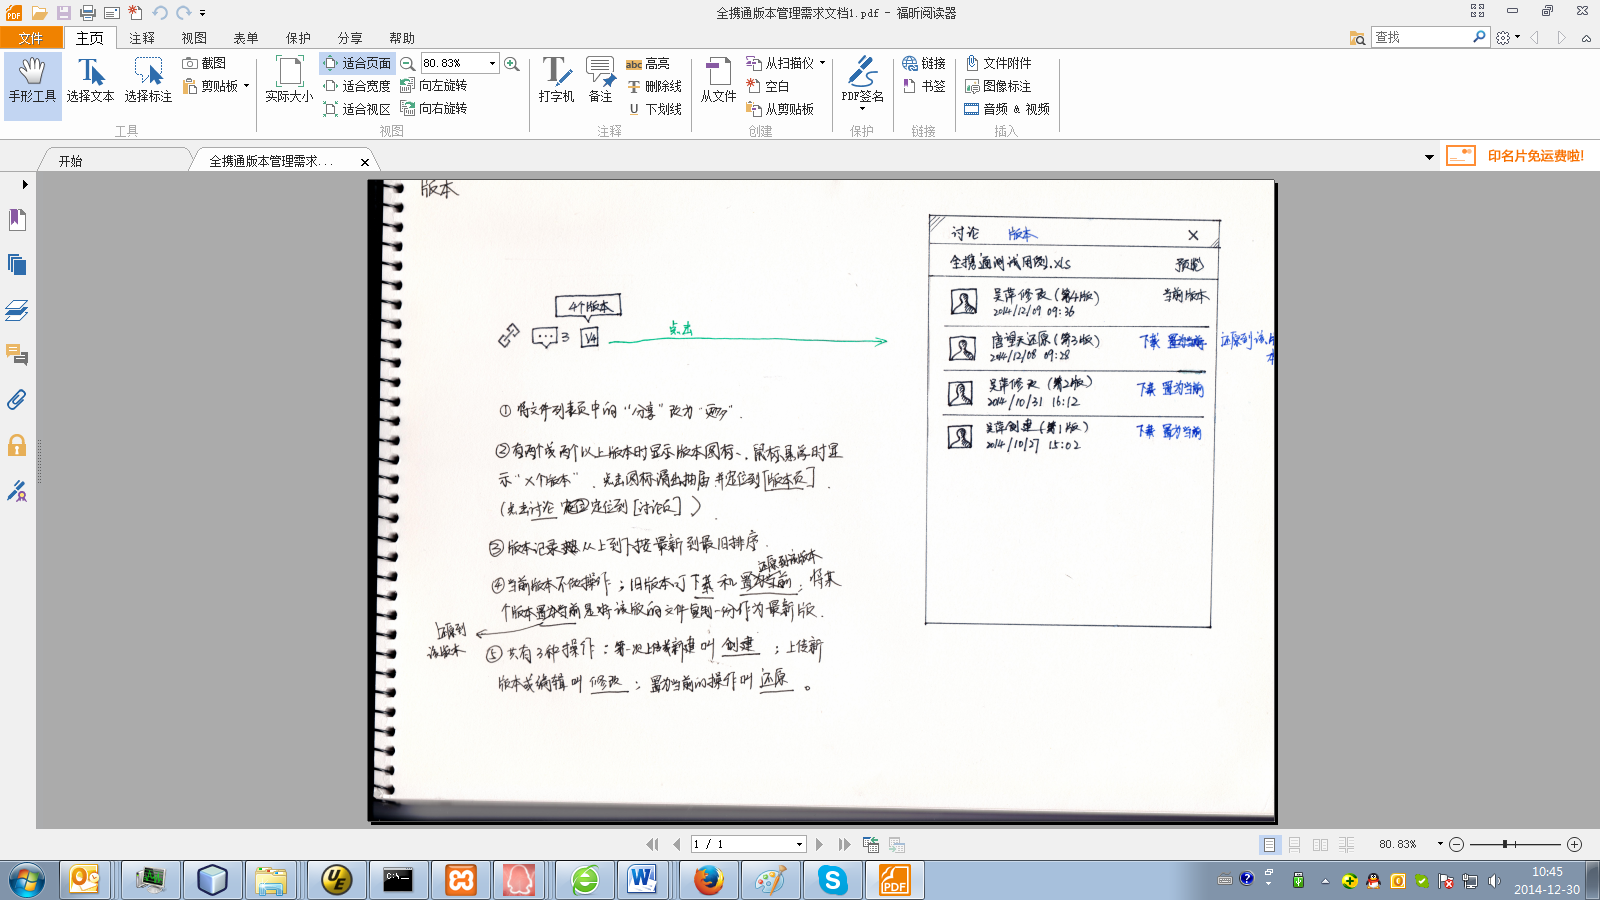 全携通版本管理需求文档1.pdf - 福昕阅读器
文件 主页 注释 视图 表单 保护 分享 帮助
查找
手形工具 选择文本 选择标注 截图 剪贴板
工具
实际大小 适合页面 适合宽度 适合视区 80.83% 向左旋转 向右旋转
视图
打字机 备注 高亮 删除线 下划线
注释
从文件 从扫描仪 空白 从剪贴板
创建
PDF签名
保护
链接 书签
链接
文件附件 图像标注 音频 & 视频
插入
开始
全携通版本管理需求...
印名片免运费啦!
版本
4个版本
3 V4 点击
① 将文件列表页中的“分享”改为
②有两个或两个以上版本时显示版本图标、鼠标悬浮时显
示“X个版本”. 点击图标滑出抽屉并定位到[版本页]
(点击讨论 定位到[讨论页])
③版本记录 从上到下按最新到最旧排序.
还原到该版本
④当前版本不做操作;旧版本可下载和置为当前;将某
个版本置为当前是将该版的文件复制一份作为最新版.
还原到
该版本
⑤共有3种操作:第一次上传或新建叫创建;上传新
版本或编辑叫修改;置为当前的操作叫还原。
讨论 版本 ×
全携通测试用例.xls 预览
吴萍修改(第4版) 当前版本
2014/12/09 09:36
唐望天还原(第3版) 下载 置为当前 还原到该版
本
2014/12/08 09:28
吴萍修改(第2版) 下载 置为当前
2014/10/31 16:12
吴萍创建(第1版) 下载 置为当前
2014/10/27 15:02
1 / 1
80.83%
10:45
2014-12-30